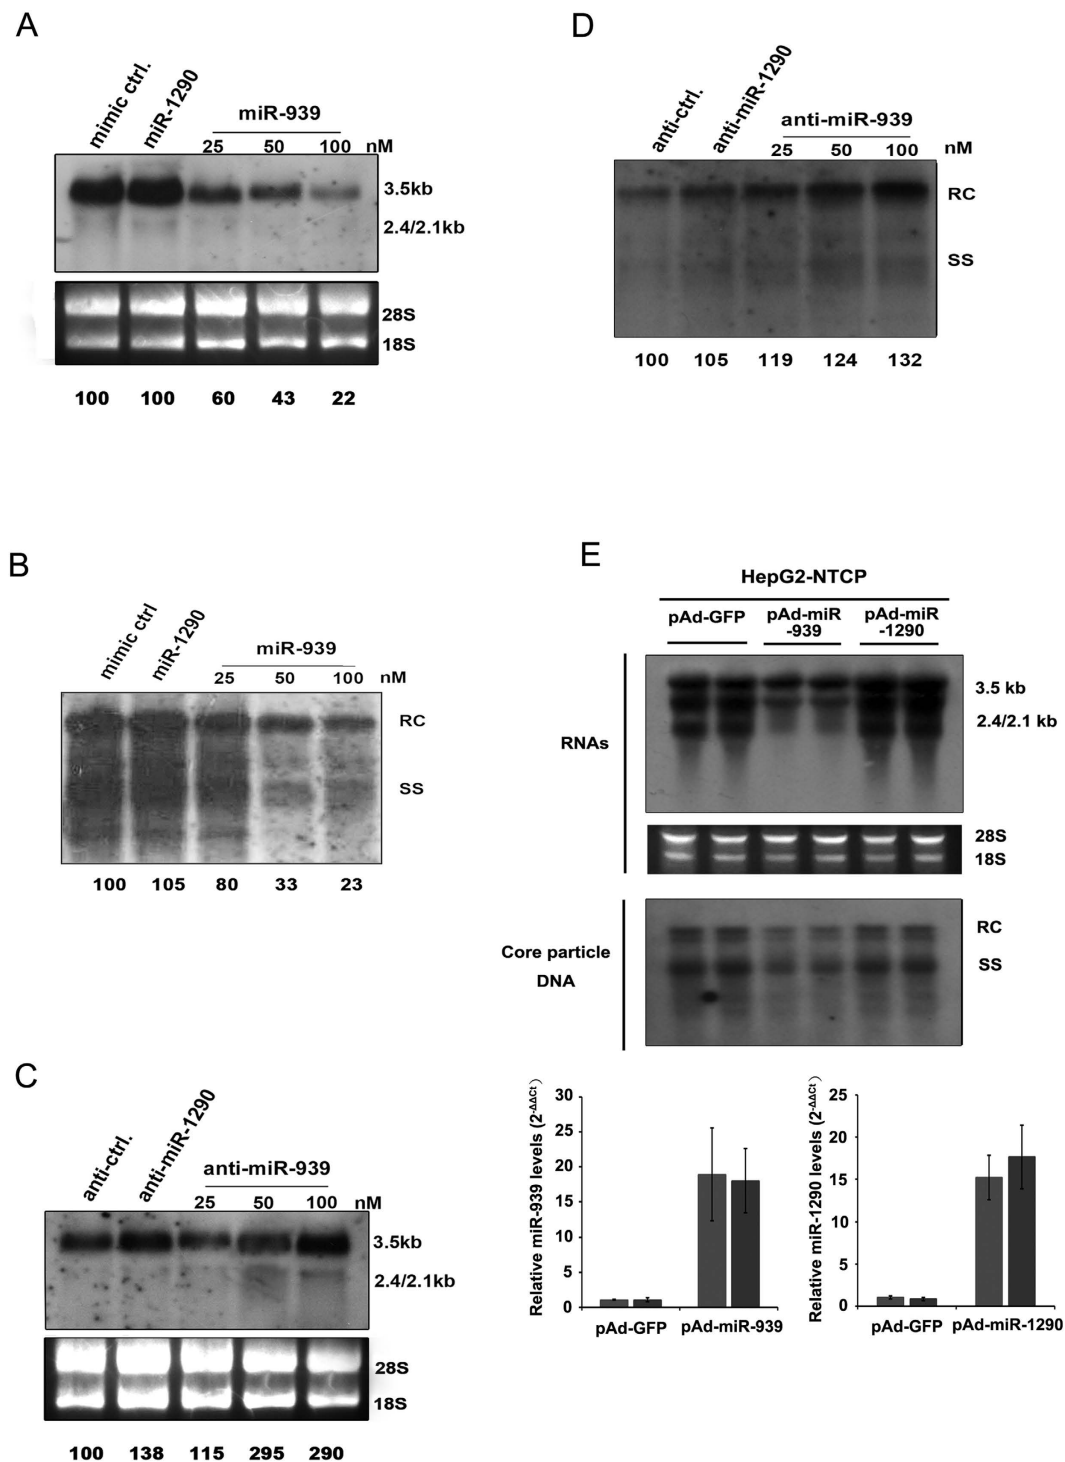 A
mimic ctrl.
miR-1290
miR-939
25 50 100 nM
3.5kb
2.4/2.1kb
28S
18S
100 100 60 43 22
D
anti-ctrl.
anti-miR-1290
anti-miR-939
25 50 100 nM
RC
SS
100 105 119 124 132
B
mimic ctrl
miR-1290
miR-939
25 50 100 nM
RC
SS
100 105 80 33 23
C
anti-ctrl.
anti-miR-1290
anti-miR-939
25 50 100 nM
3.5kb
2.4/2.1kb
28S
18S
100 138 115 295 290
E
HepG2-NTCP
pAd-GFP pAd-miR pAd-miR
-939 -1290
RNAs
3.5 kb
2.4/2.1 kb
28S
18S
Core particle
DNA
RC
SS
Relative miR-939 levels (2-ΔΔCt)
30
25
20
15
10
5
0
pAd-GFP pAd-miR-939
Relative miR-1290 levels (2-ΔΔCt)
25
20
15
10
5
0
pAd-GFP pAd-miR-1290